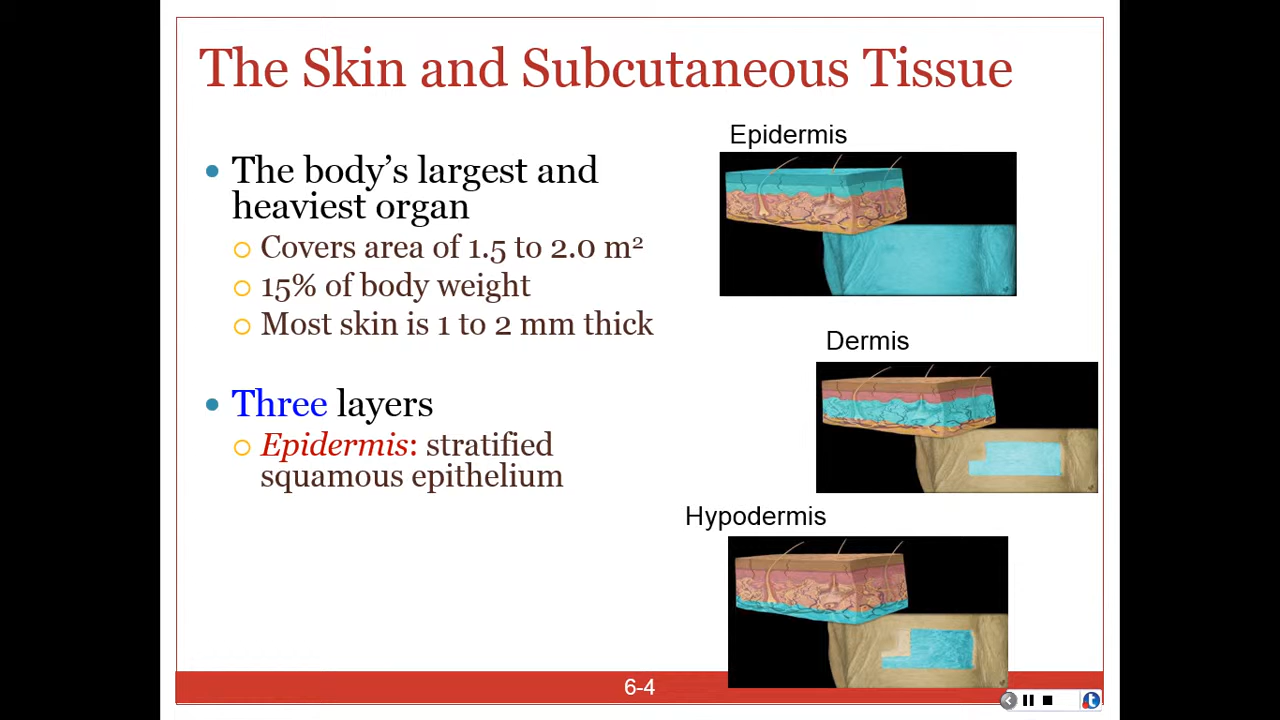 The Skin and Subcutaneous Tissue
The body’s largest and
heaviest organ
Covers area of 1.5 to 2.0 m²
15% of body weight
Most skin is 1 to 2 mm thick
Three layers
Epidermis: stratified
squamous epithelium
Epidermis
Dermis
Hypodermis
6-4